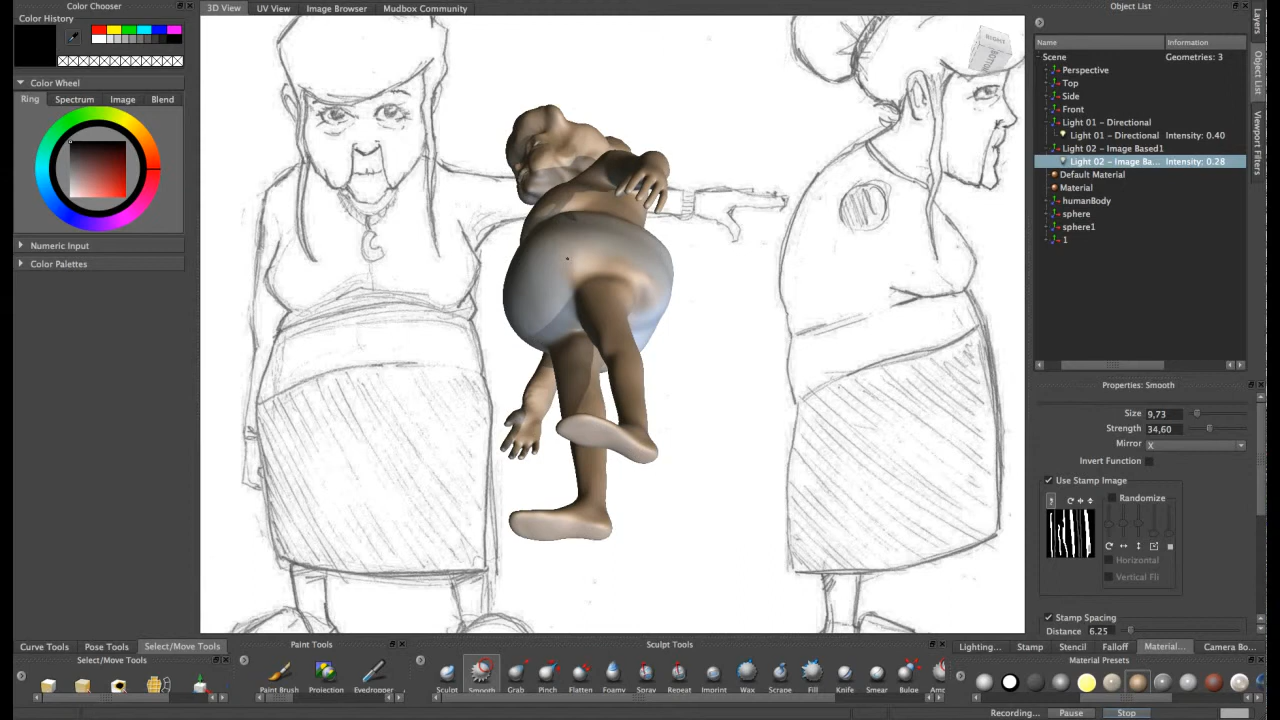 Color Chooser
Color History
Color Wheel
Ring Spectrum Image Blend
Numeric Input
Color Palettes
3D View UV View Image Browser Mudbox Community
Object List
Name Information
Scene Geometries: 3
Perspective
Top
Side
Front
Light 01 – Directional
Light 01 – Directional Intensity: 0.40
Light 02 – Image Based1
Light 02 – Image Ba... Intensity: 0.28
Default Material
Material
humanBody
sphere
sphere1
1
Layers
Object List
Viewport Filters
Properties: Smooth
Size 9,73
Strength 34,60
Mirror X
Invert Function
Use Stamp Image
Randomize
Horizontal
Vertical Fli
Stamp Spacing
Distance 6.25
Curve Tools Pose Tools Select/Move Tools
Select/Move Tools
Paint Tools
Paint Brush Projection Eyedropper
Sculpt Tools
Sculpt Smooth Grab Pinch Flatten Foamy Spray Repeat Imprint Wax Scrape Fill Knife Smear Bulge Amp
Lighting... Stamp Stencil Falloff Material... Camera Bo...
Material Presets
Recording... Pause Stop